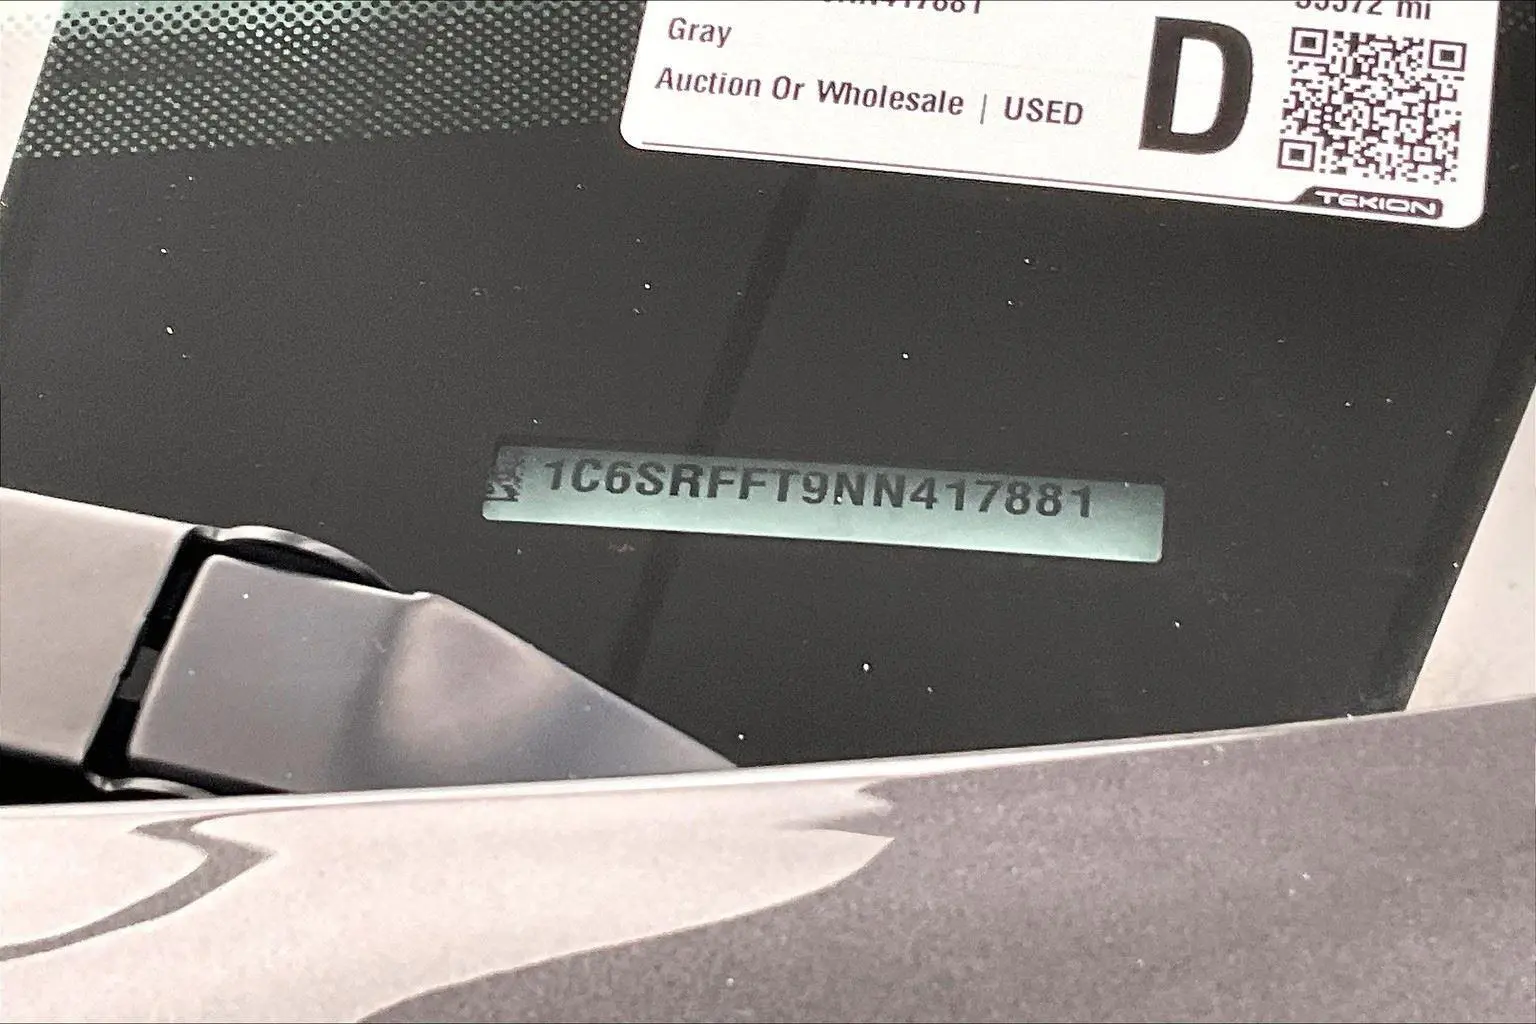 Gray
Auction Or Wholesale | USED
D
TEKION
1C6SRFFT9NN417881